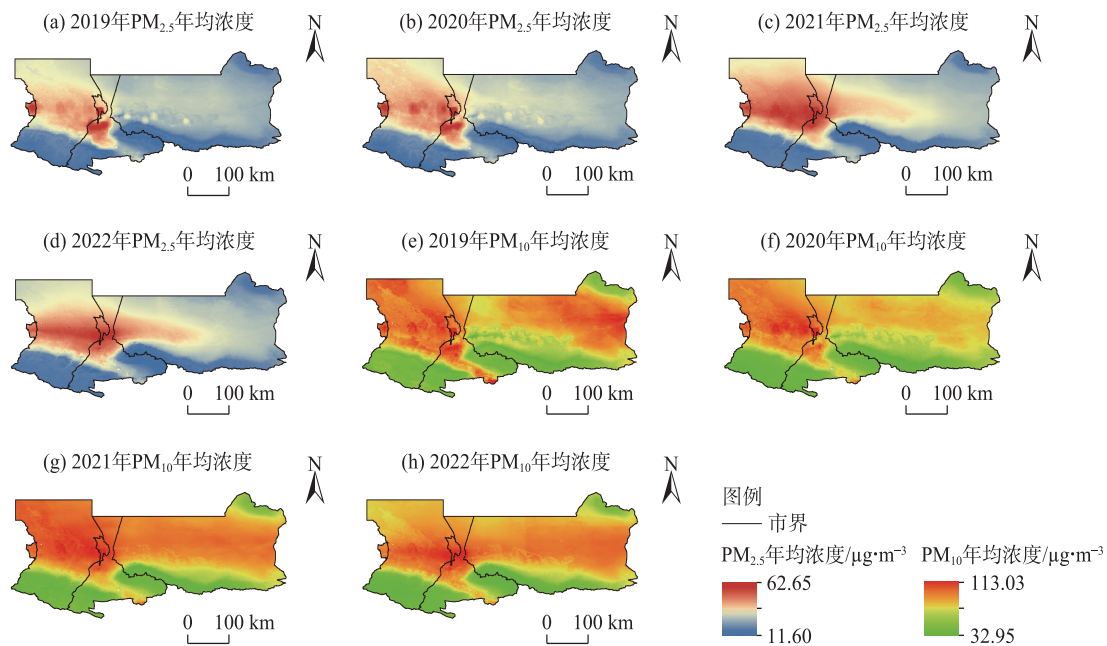 (a) 2019年PM2.5年均浓度
N
(b) 2020年PM2.5年均浓度
N
(c) 2021年PM2.5年均浓度
N
0 100 km
0 100 km
0 100 km
(d) 2022年PM2.5年均浓度
N
(e) 2019年PM10年均浓度
N
(f) 2020年PM10年均浓度
N
0 100 km
0 100 km
0 100 km
(g) 2021年PM10年均浓度
N
(h) 2022年PM10年均浓度
N
0 100 km
0 100 km
图例
市界
PM2.5年均浓度/μg•m−3
62.65
11.60
PM10年均浓度/μg•m−3
113.03
32.95